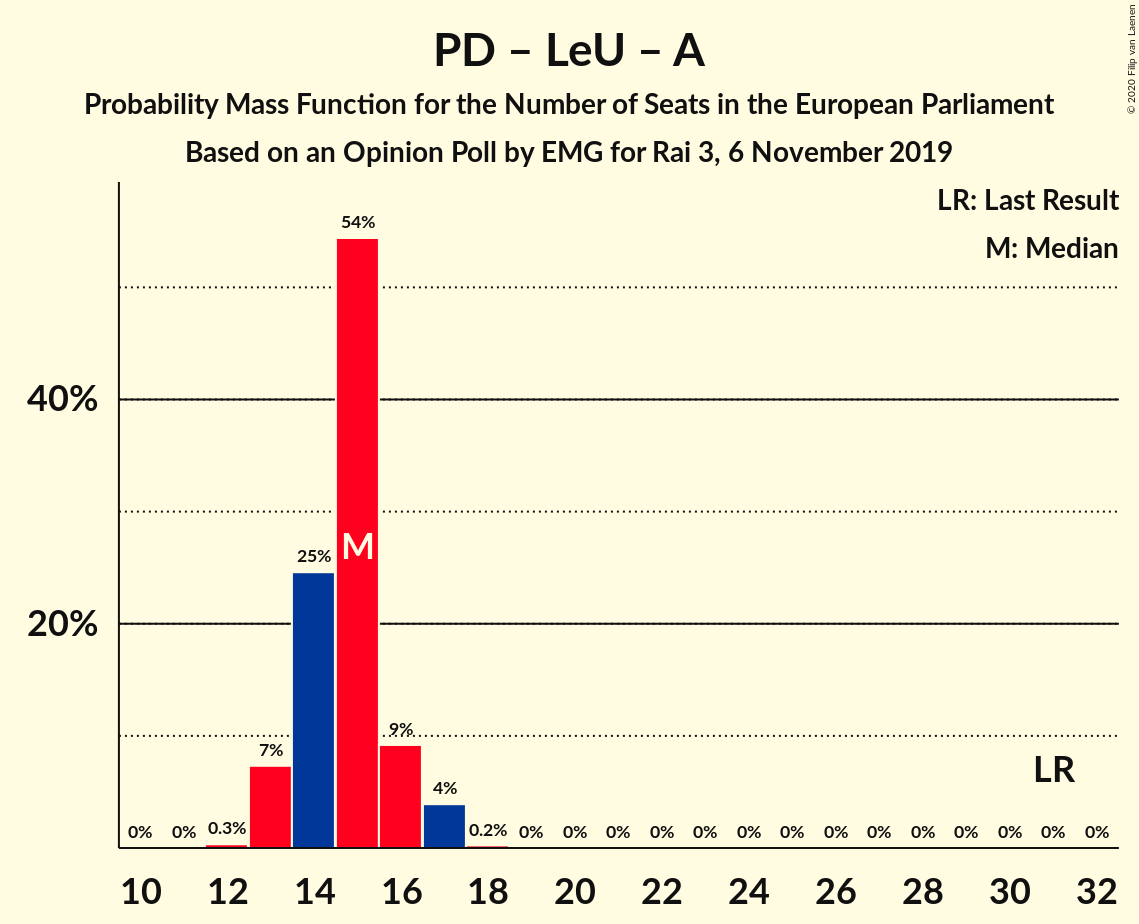 PD – LeU – A
Probability Mass Function for the Number of Seats in the European Parliament
Based on an Opinion Poll by EMG for Rai 3, 6 November 2019
© 2020 Filip van Laenen
LR: Last Result
M: Median
54%
40%
M
25%
20%
9%
7%
LR
4%
0% 0% 0.3% 0.2% 0% 0% 0% 0% 0% 0% 0% 0% 0% 0% 0% 0% 0% 0%
10 12 14 16 18 20 22 24 26 28 30 32